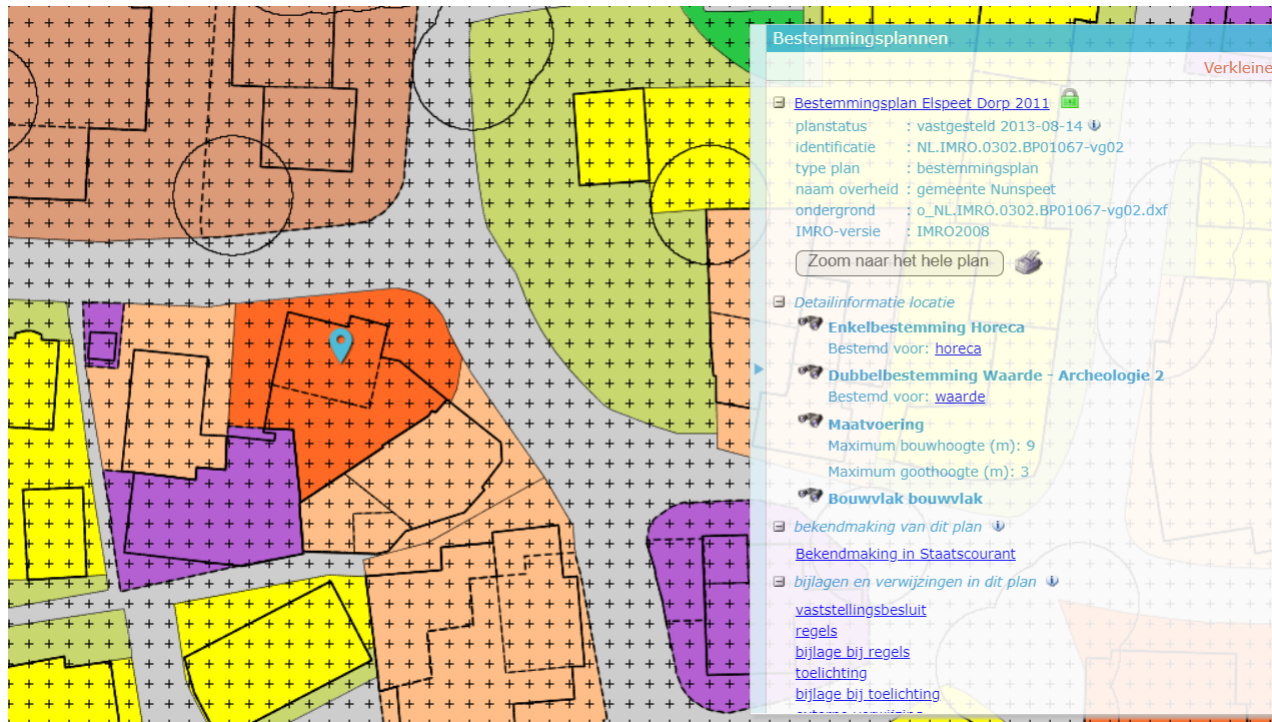 Bestemmingsplannen
Verkleine
Bestemmingsplan Elspeet Dorp 2011
planstatus : vastgesteld 2013-08-14
identificatie : NL.IMRO.0302.BP01067-vg02
type plan : bestemmingsplan
naam overheid : gemeente Nunspeet
ondergrond : o_NL.IMRO.0302.BP01067-vg02.dxf
IMRO-versie : IMRO2008
Zoom naar het hele plan
Detailinformatie locatie
Enkelbestemming Horeca
Bestemd voor: horeca
Dubbelbestemming Waarde - Archeologie 2
Bestemd voor: waarde
Maatvoering
Maximum bouwhoogte (m): 9
Maximum goothoogte (m): 3
Bouwvlak bouwvlak
bekendmaking van dit plan
Bekendmaking in Staatscourant
bijlagen en verwijzingen in dit plan
vaststellingsbesluit
regels
bijlage bij regels
toelichting
bijlage bij toelichting